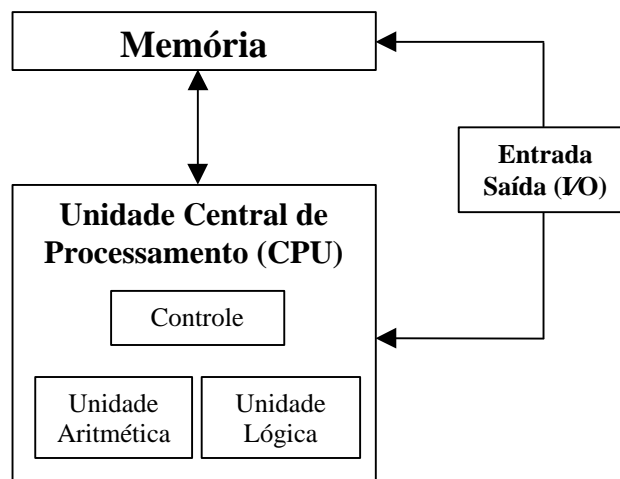 Memória
Entrada
Saída (I/O)
Unidade Central de
Processamento (CPU)
Controle
Unidade
Aritmética
Unidade
Lógica